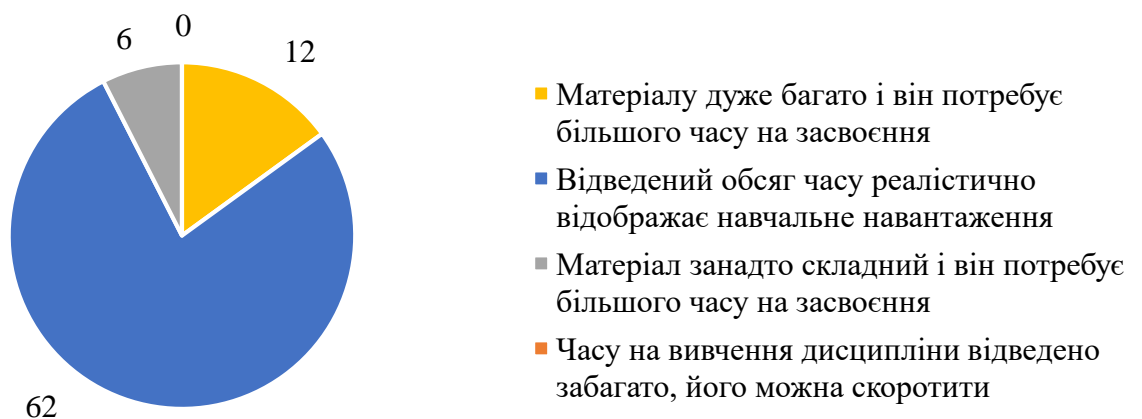 6
0
12
62
Матеріалу дуже багато і він потребує
більшого часу на засвоєння
Відведений обсяг часу реалістично
відображає навчальне навантаження
Матеріал занадто складний і він потребує
більшого часу на засвоєння
Часу на вивчення дисципліни відведено
забагато, його можна скоротити